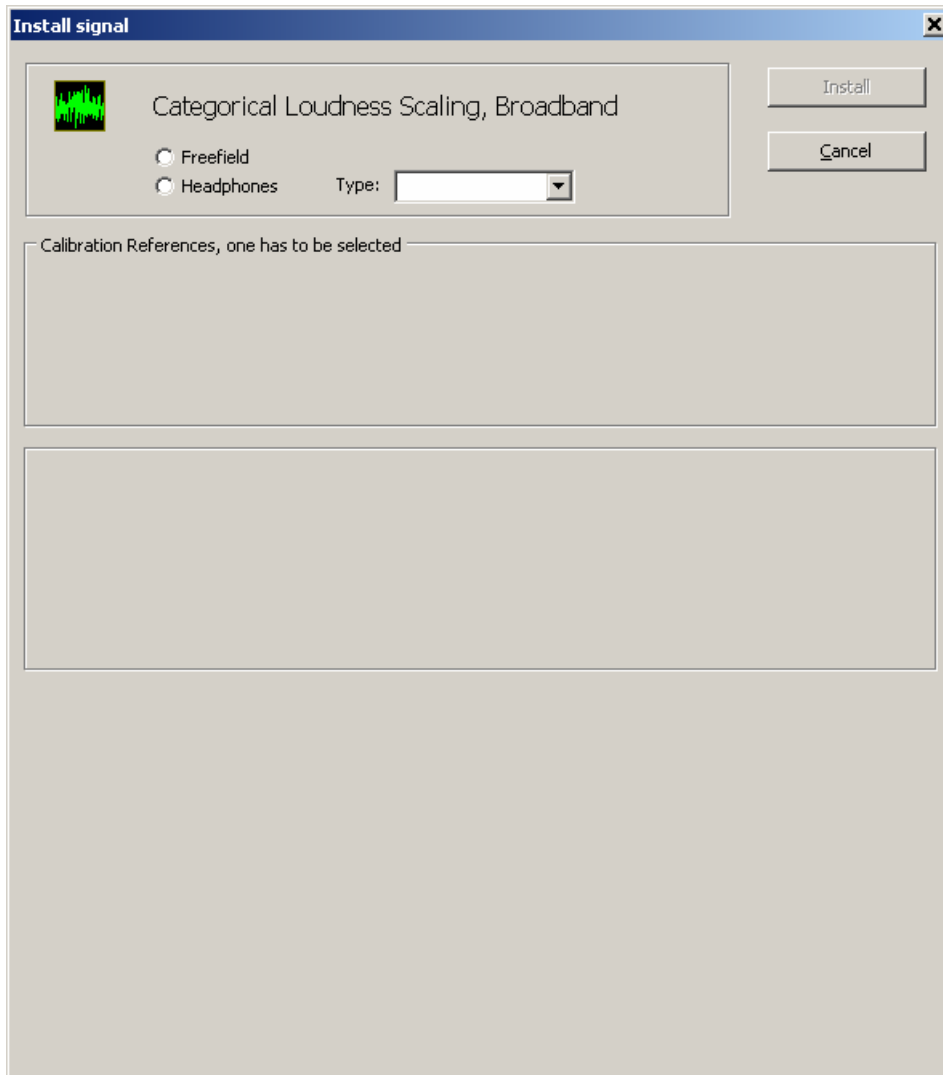 Install signal
Categorical Loudness Scaling, Broadband
Install
Freefield
Cancel
Headphones Type:
Calibration References, one has to be selected